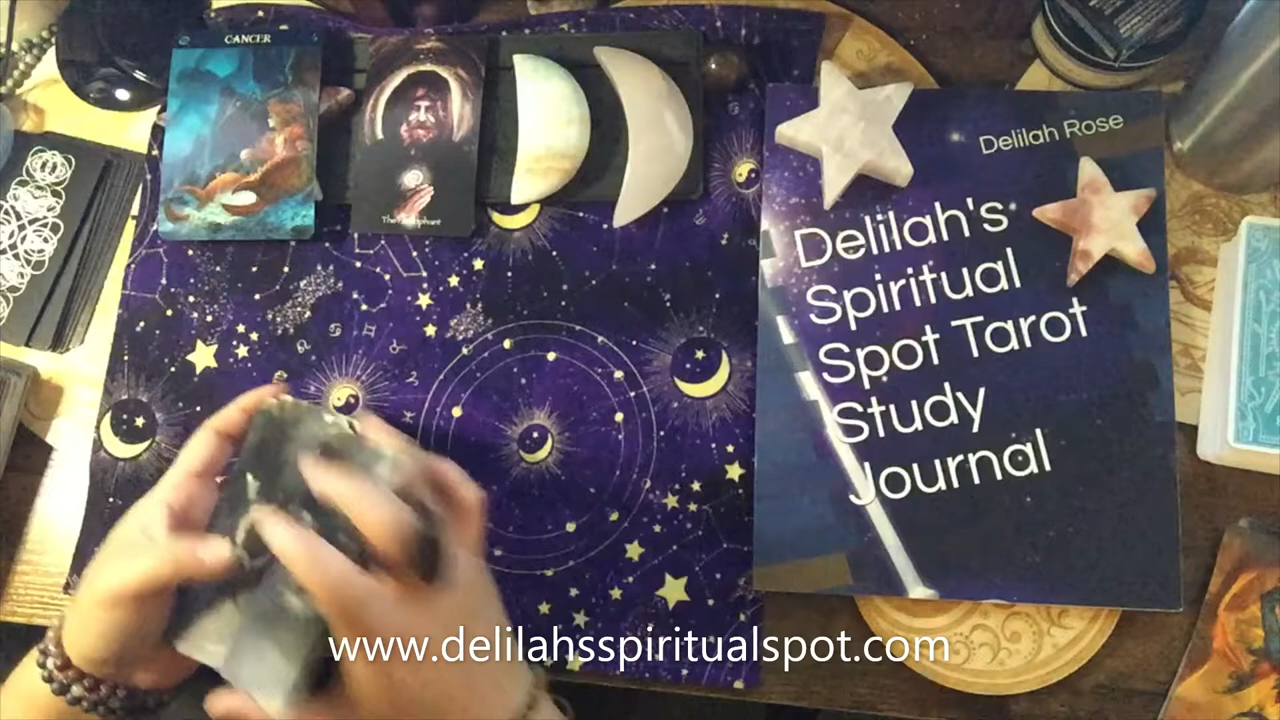 CANCER
Delilah Rose
Delilah's
Spiritual
Spot Tarot
Study
Journal
www.delilahsspiritualspot.com